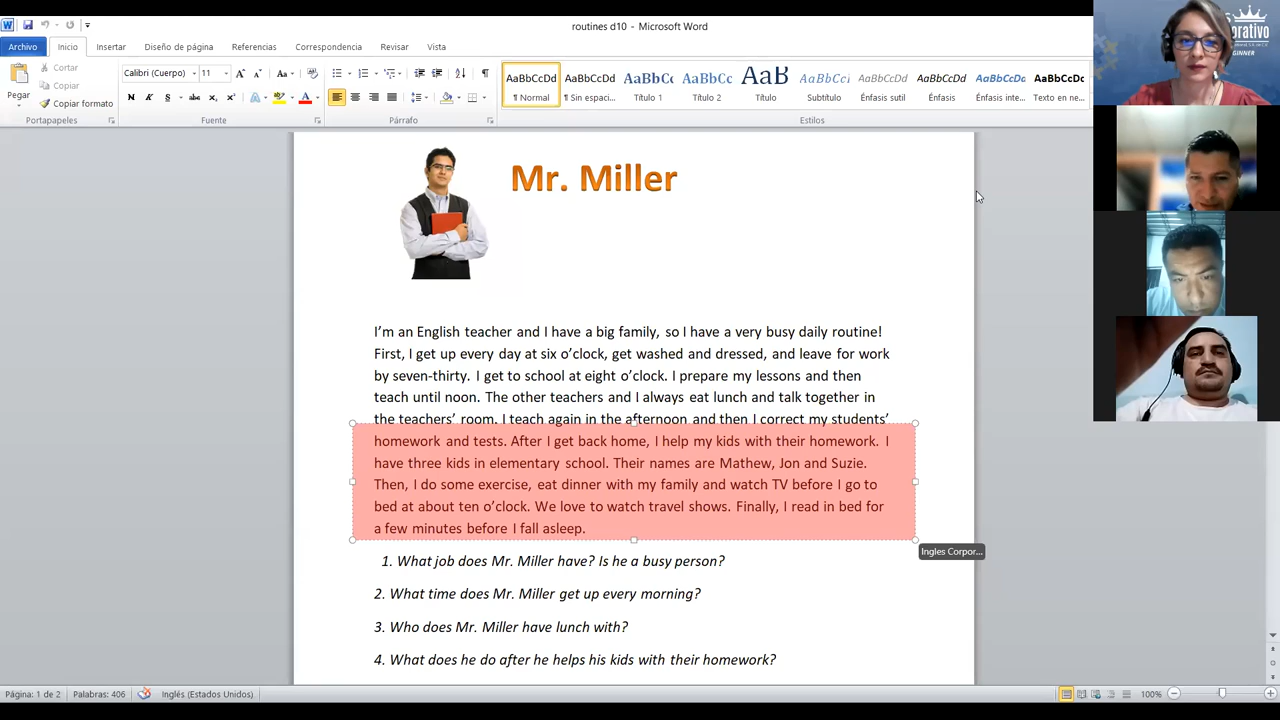 routines d10 - Microsoft Word
Archivo Inicio Insertar Diseño de página Referencias Correspondencia Revisar Vista
Pegar
Cortar
Copiar
Copiar formato
Portapapeles
Calibri (Cuerpo) 11
Fuente
Párrafo
AaBbCcDd AaBbCcDd AaBbC AaBbCc AaB AaBbCcI AaBbCcDd AaBbCcDd AaBbCcDd AaBbCcDc
¶ Normal ¶ Sin espaci... Título 1 Título 2 Título Subtítulo Énfasis sutil Énfasis Énfasis inte... Texto en ne...
Estilos
Mr. Miller
I’m an English teacher and I have a big family, so I have a very busy daily routine!
First, I get up every day at six o’clock, get washed and dressed, and leave for work
by seven-thirty. I get to school at eight o’clock. I prepare my lessons and then
teach until noon. The other teachers and I always eat lunch and talk together in
the teachers’ room. I teach again in the afternoon and then I correct my students’
homework and tests. After I get back home, I help my kids with their homework. I
have three kids in elementary school. Their names are Mathew, Jon and Suzie.
Then, I do some exercise, eat dinner with my family and watch TV before I go to
bed at about ten o’clock. We love to watch travel shows. Finally, I read in bed for
a few minutes before I fall asleep.
1. What job does Mr. Miller have? Is he a busy person?
2. What time does Mr. Miller get up every morning?
3. Who does Mr. Miller have lunch with?
4. What does he do after he helps his kids with their homework?
Ingles Corpor...
Página: 1 de 2 Palabras: 406 Inglés (Estados Unidos) 100%